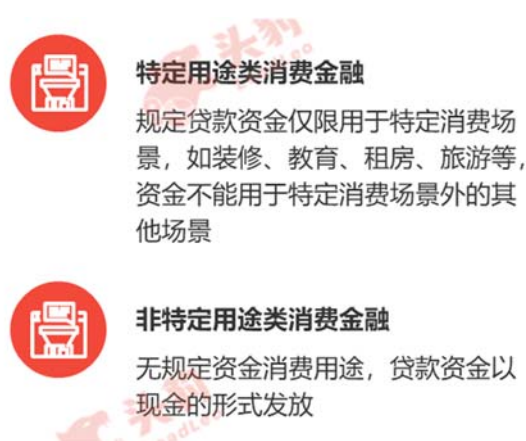 头豹
特定用途类消费金融
规定贷款资金仅限用于特定消费场
景，如装修、教育、租房、旅游等，
资金不能用于特定消费场景外的其
他场景
非特定用途类消费金融
无规定资金消费用途，贷款资金以
现金的形式发放
头豹